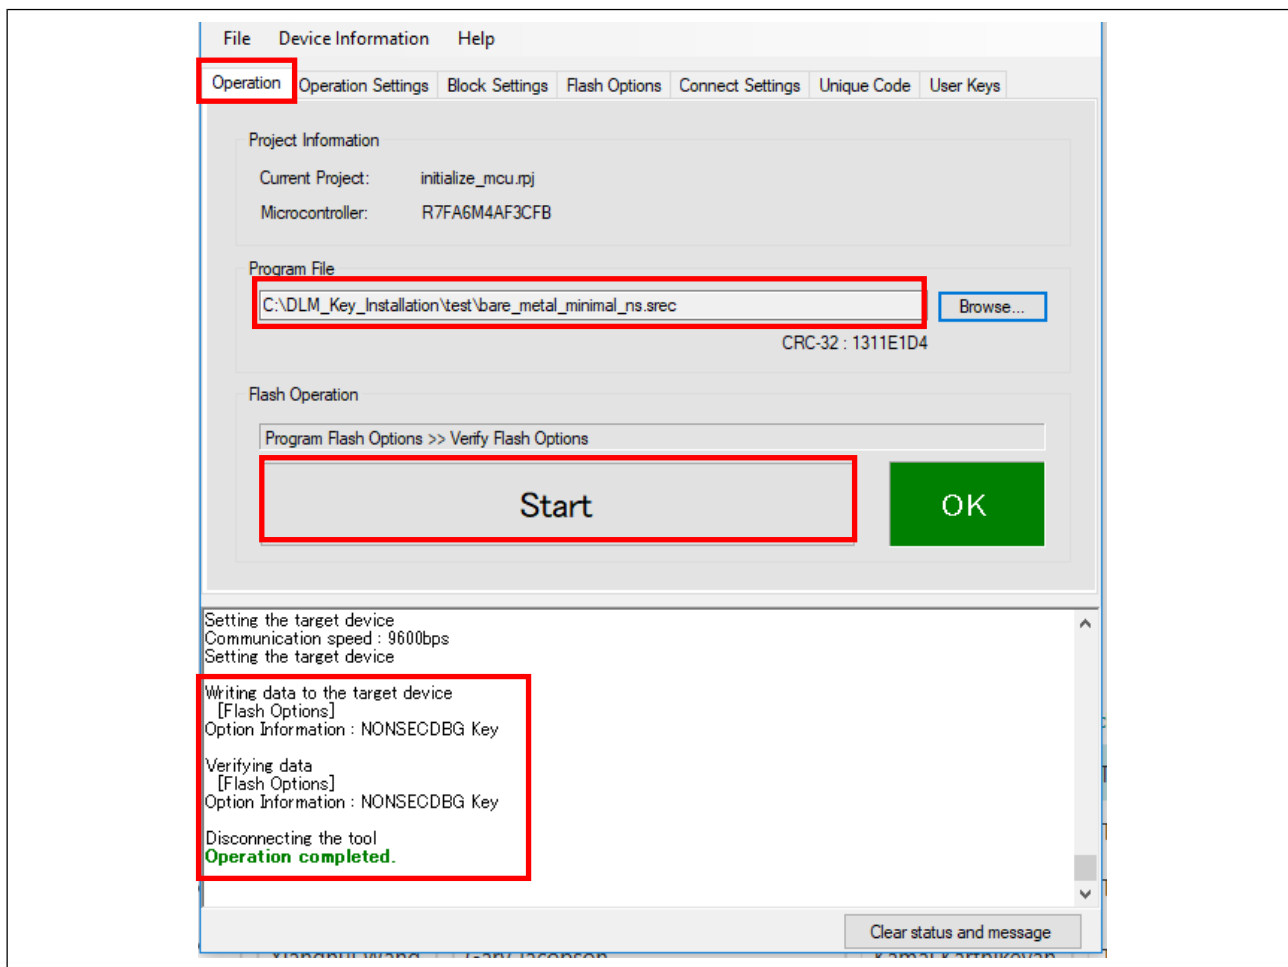 File Device Information Help
Operation Operation Settings Block Settings Flash Options Connect Settings Unique Code User Keys
Project Information
Current Project: initialize_mcu.rpj
Microcontroller: R7FA6M4AF3CFB
Program File
C:\DLM_Key_Installation\test\bare_metal_minimal_ns.srec Browse...
CRC-32 : 1311E1D4
Flash Operation
Program Flash Options >> Verify Flash Options
Start OK
Setting the target device
Communication speed : 9600bps
Setting the target device
Writing data to the target device
[Flash Options]
Option Information : NONSECDBG Key
Verifying data
[Flash Options]
Option Information : NONSECDBG Key
Disconnecting the tool
Operation completed.
Clear status and message